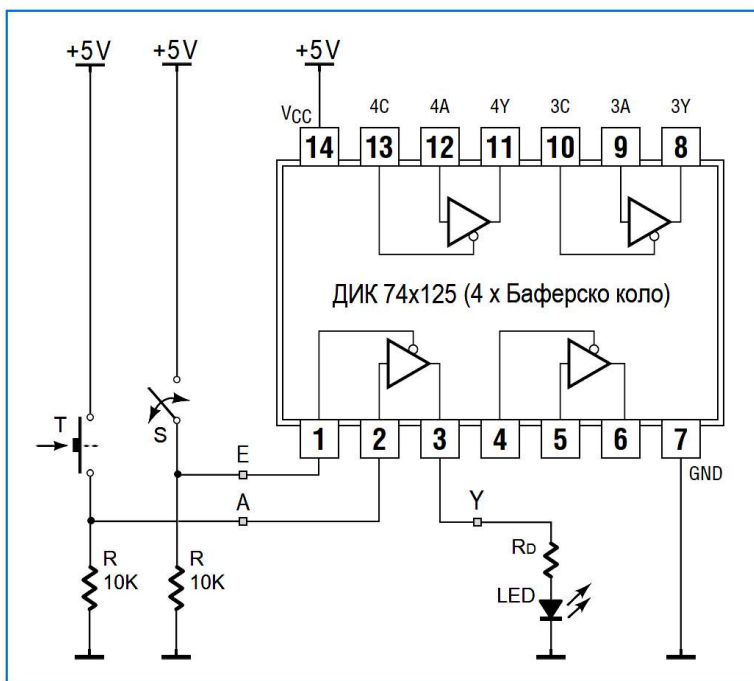 +5V +5V +5V
VCC 4C 4A 4Y 3C 3A 3Y
14 13 12 11 10 9 8
ДИК 74x125 (4 x Баферско коло)
1 2 3 4 5 6 7
GND
T
S
E
A
Y
R
10K
R
10K
RD
LED